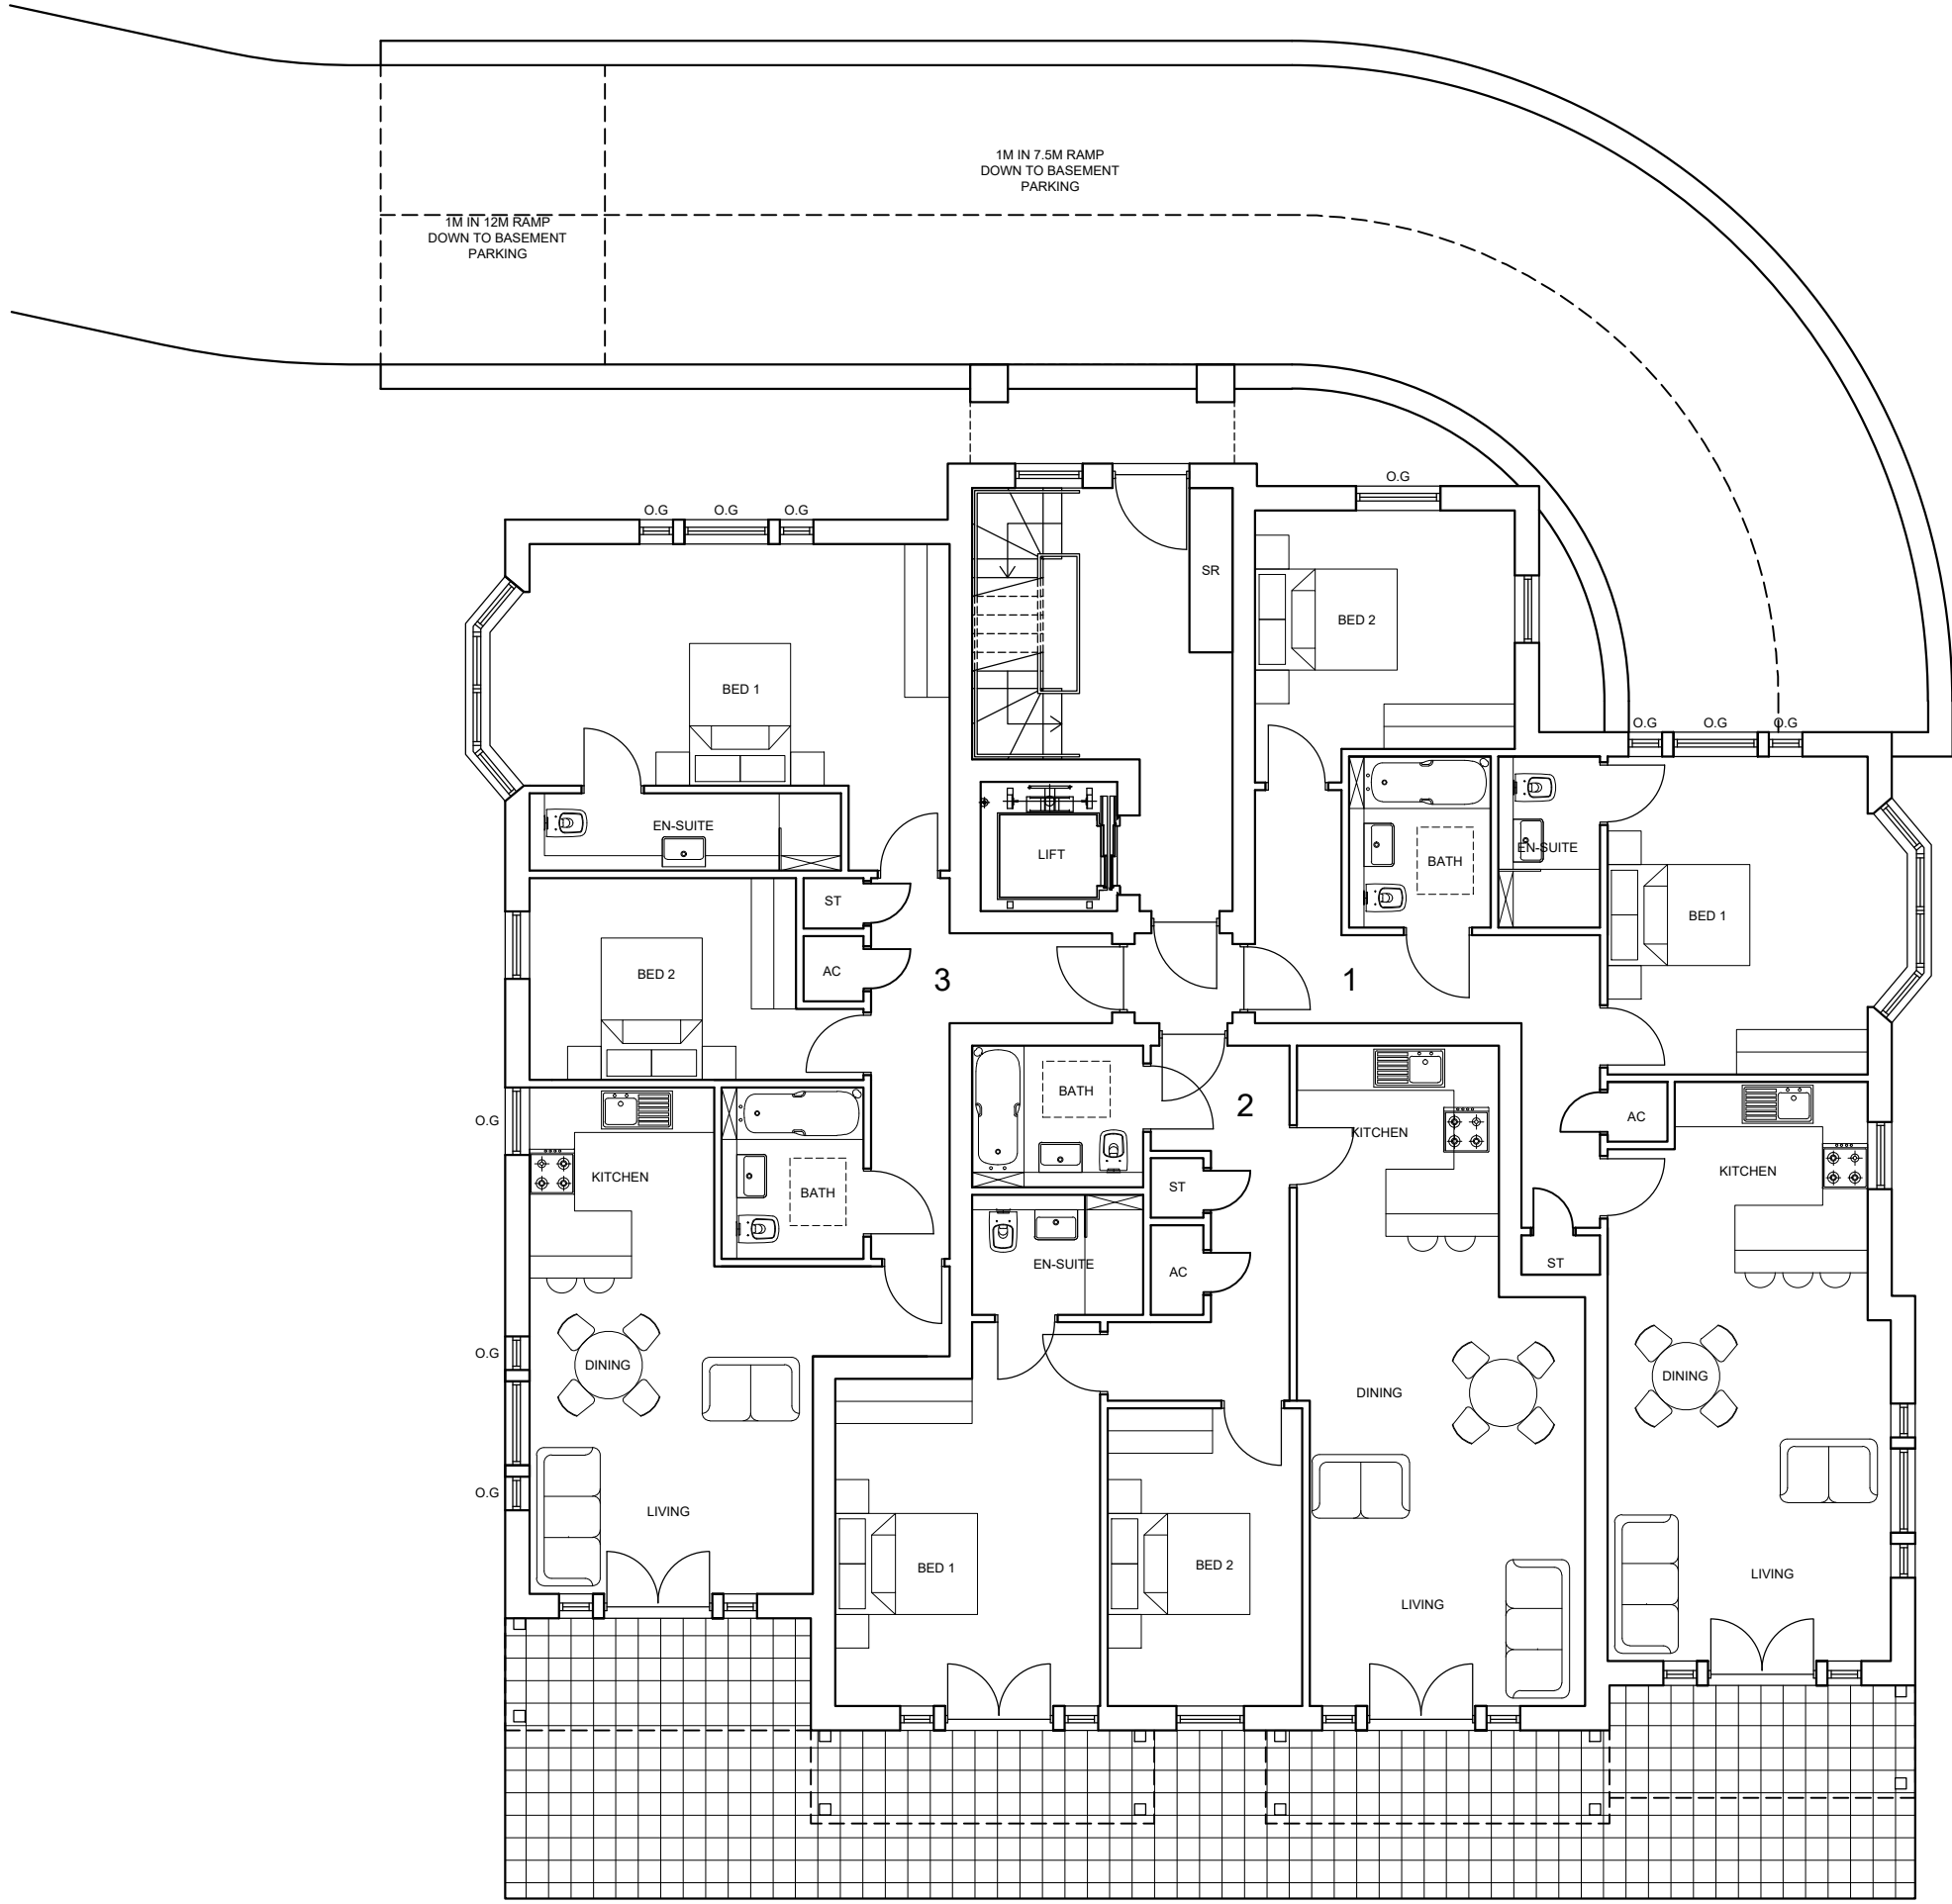 1M IN 7.5M RAMP
DOWN TO BASEMENT
PARKING
1M IN 12M RAMP
DOWN TO BASEMENT
PARKING
O.G
O.G
O.G
O.G
SR
BED 2
BED 1
O.G
O.G
O.G
EN-SUITE
LIFT
BATH
EN-SUITE
ST
BED 1
BED 2
AC
3
1
O.G
BATH
2
KITCHEN
AC
KITCHEN
BATH
ST
KITCHEN
EN-SUITE
AC
ST
O.G
DINING
DINING
DINING
O.G
LIVING
BED 1
BED 2
LIVING
LIVING